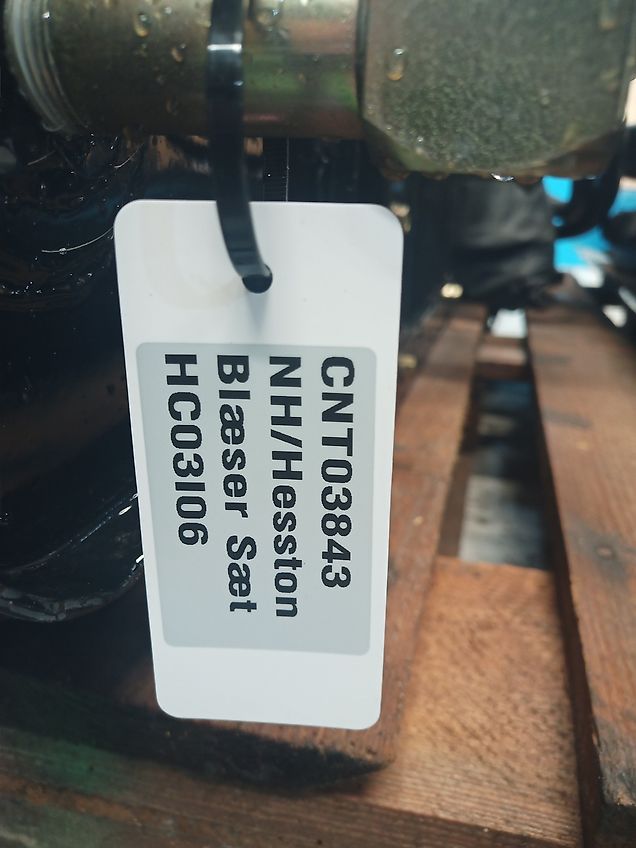 CNT03843
NH/Hesston
Blæser Sæt
HC03I06